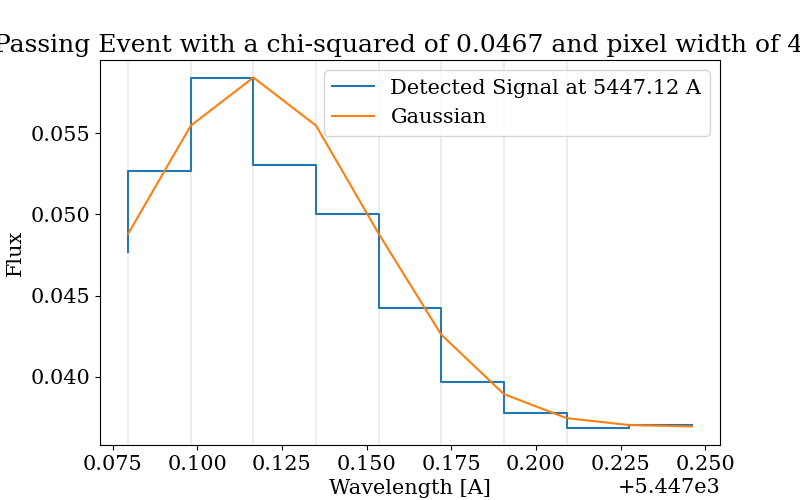 Passing Event with a chi-squared of 0.0467 and pixel width of 4
Detected Signal at 5447.12 A
Gaussian
Flux
0.055
0.050
0.045
0.040
0.075 0.100 0.125 0.150 0.175 0.200 0.225 0.250
+5.447e3
Wavelength [A]